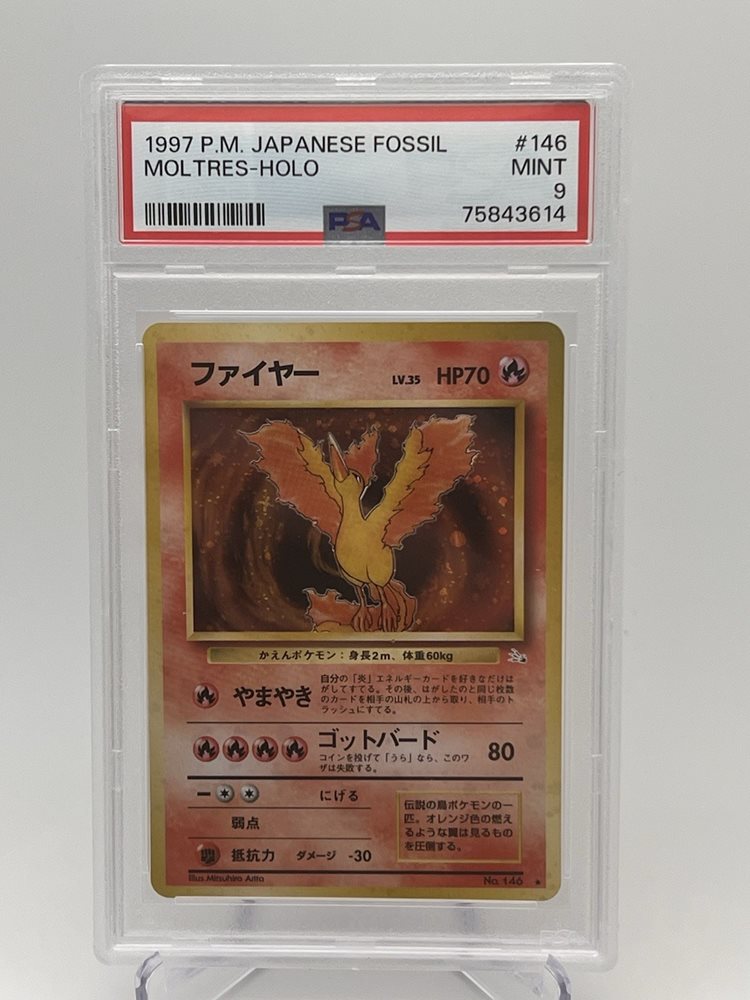 1997 P.M. JAPANESE FOSSIL #146
MOLTRES-HOLO MINT
9
PSA 75843614
ファイヤー LV.35 HP70
かえんポケモン：身長2m、体重60kg
やまやき
自分の「炎」エネルギーカードを好きなだけは
がしてすてる。その後、はがしたのと同じ枚数
のカードを相手の山札の上から取り、相手のト
ラッシュにすてる。
ゴットバード 80
コインを投げて「うら」なら、このワ
ザは失敗する。
にげる
弱点
抵抗力 ダメージ -30
伝説の鳥ポケモンの一
匹。オレンジ色の燃え
るような翼は見るもの
を圧倒する。
Illus.Mitsuhiro Arita No. 146 ★